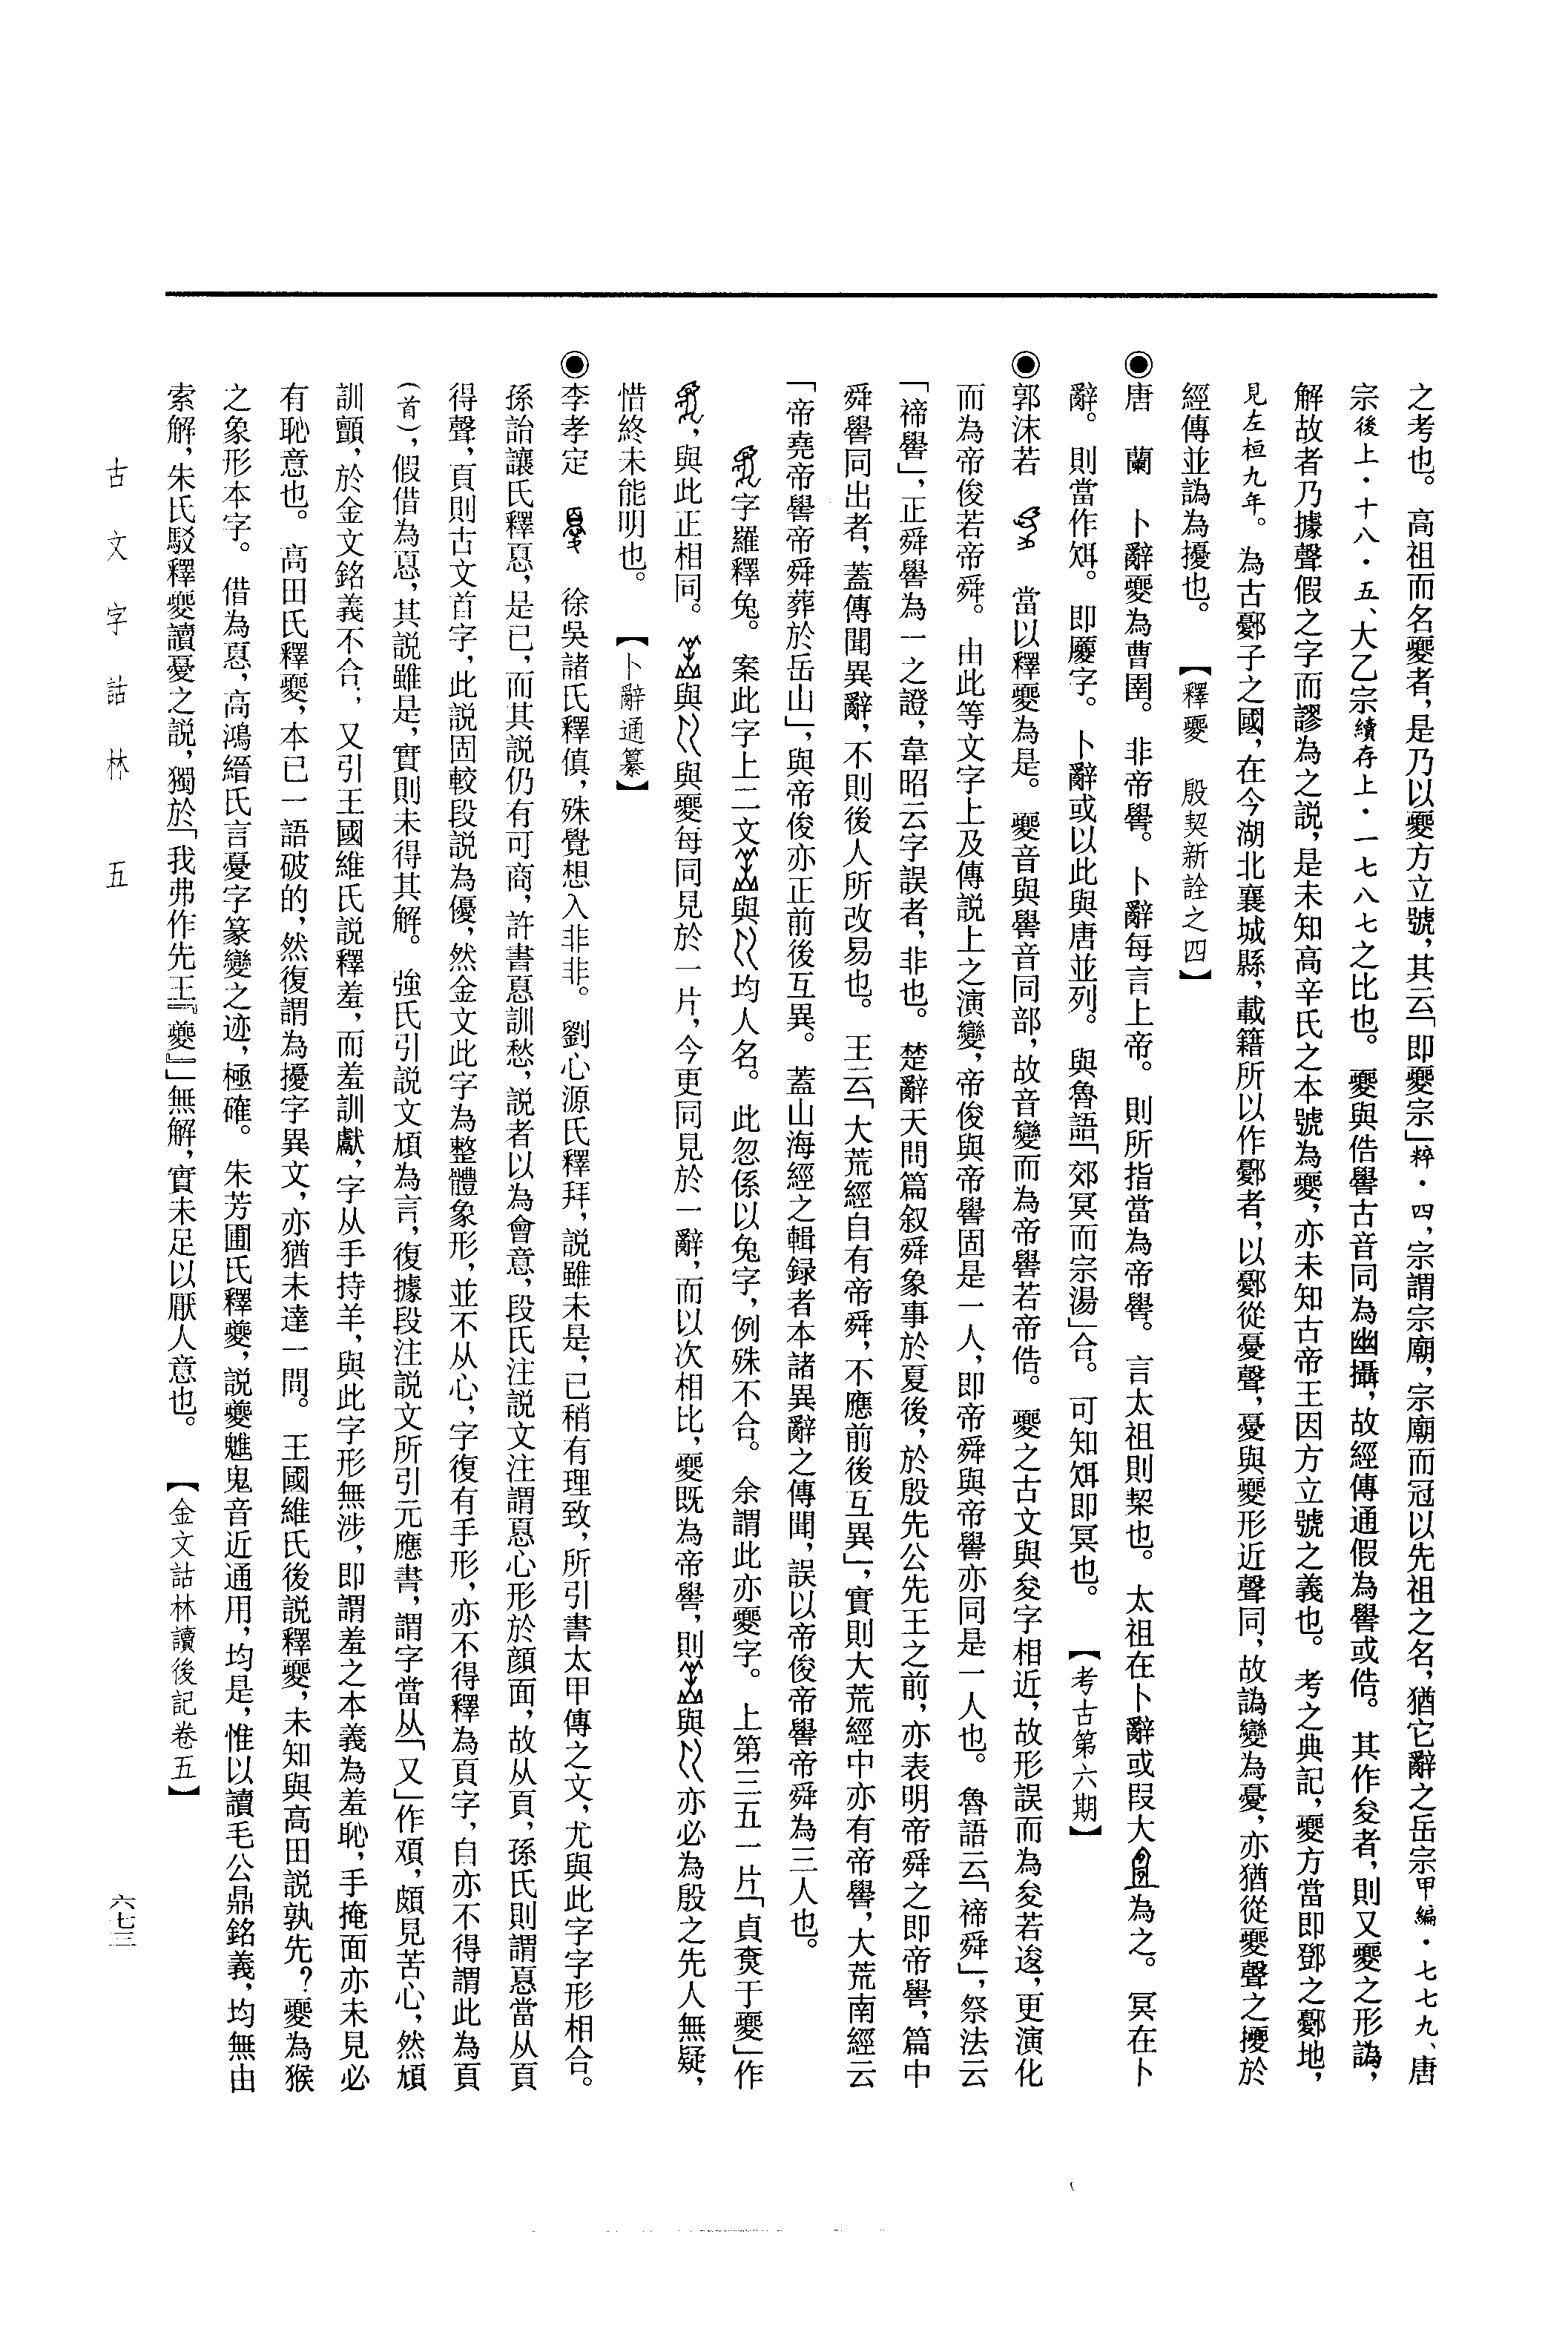 之考也。高祖而名夒者，是乃以夒方立號，其云「即夒宗」粹·四，宗謂宗廟，宗廟而冠以先祖之名，猶它辭之岳宗甲編·七七九、唐
宗後上·十八·五、大乙宗續存上·一七八七之比也。夒與俈嚳古音同為幽攝，故經傳通假為嚳或俈。其作夋者，則又夒之形譌，
解故者乃據聲假之字而謬為之説，是未知高辛氏之本號為夒，亦未知古帝王因方立號之義也。考之典記，夒方當即鄧之鄾地，
見左桓九年。為古鄾子之國，在今湖北襄城縣，載籍所以作鄾者，以鄾從憂聲，憂與夒形近聲同，故譌變為憂，亦猶從夒聲之擾於
經傳並譌為擾也。【釋夒　殷契新詮之四】
◉唐　蘭　卜辭夒為曹圉。非帝嚳。卜辭每言上帝。則所指當為帝嚳。言太祖則契也。太祖在卜辭或叚大為之。冥在卜
辭。則當作。即字。卜辭或以此與唐並列。與魯語「郊冥而宗湯」合。可知即冥也。【考古第六期】
◉郭沫若　當以釋夒為是。夒音與嚳音同部，故音變而為帝嚳若帝俈。夒之古文與夋字相近，故形誤而為夋若逡，更演化
而為帝俊若帝舜。由此等文字上及傳説上之演變，帝俊與帝嚳固是一人，即帝舜與帝嚳亦同是一人也。魯語云「禘舜」，祭法云
「禘嚳」，正舜嚳為一之證，韋昭云字誤者，非也。楚辭天問篇叙舜象事於夏後，於殷先公先王之前，亦表明帝舜之即帝嚳，篇中
舜嚳同出者，蓋傳聞異辭，不則後人所改易也。王云「大荒經自有帝舜，不應前後互異」，實則大荒經中亦有帝嚳，大荒南經云
「帝堯帝嚳帝舜葬於岳山」，與帝俊亦正前後互異。蓋山海經之輯録者本諸異辭之傳聞，誤以帝俊帝嚳帝舜為三人也。
字羅釋兔。案此字上二文與均人名。此忽係以兔字，例殊不合。余謂此亦夒字。上第三五一片「貞袞于夒」作
，與此正相同。與與夒每同見於一片，今更同見於一辭，而以次相比，夒既為帝嚳，則與亦必為殷之先人無疑，
惜終未能明也。【卜辭通纂】
◉李孝定　徐吳諸氏釋傎，殊覺想入非非。劉心源氏釋拜，説雖未是，已稍有理致，所引書太甲傳之文，尤與此字字形相合。
孫詒讓氏釋惪，是已，而其説仍有可商，許書惪訓愁，説者以為會意，段氏注説文注謂惪心形於顔面，故从頁，孫氏則謂惪當从頁
得聲，頁則古文首字，此説固較段説為優，然金文此字為整體象形，並不从心，字復有手形，亦不得釋為頁字，自亦不得謂此為頁
（首），假借為惪，其説雖是，實則未得其解。強氏引説文䪴為言，復據段注説文所引元應書，謂字當从「又」作頙，頗見苦心，然䪴
訓顫，於金文銘義不合；又引王國維氏説釋羞，而羞訓獻，字从手持羊，與此字形無涉，即謂羞之本義為羞恥，手掩面亦未見必
有恥意也。高田氏釋夒，本已一語破的，然復謂為擾字異文，亦猶未達一間。王國維氏後説釋夒，未知與高田説孰先？夒為猴
之象形本字。借為惪，高鴻縉氏言憂字篆變之迹，極確。朱芳圃氏釋夔，説夔魋鬼音近通用，均是，惟以讀毛公鼎銘義，均無由
索解，朱氏駁釋夒讀憂之説，獨於「我弗作先王『夔』」無解，實未足以厭人意也。【金文詁林讀後記卷五】
古文字詁林　五
六七三